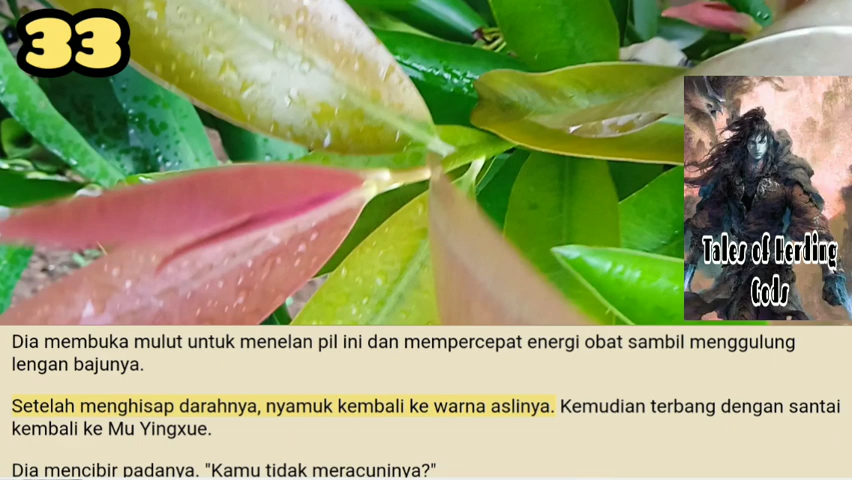 33
Tales of Herding
Gods
Dia membuka mulut untuk menelan pil ini dan mempercepat energi obat sambil menggulung
lengan bajunya.
Setelah menghisap darahnya, nyamuk kembali ke warna aslinya. Kemudian terbang dengan santai
kembali ke Mu Yingxue.
Dia mencibir padanya. "Kamu tidak meracuninya?"